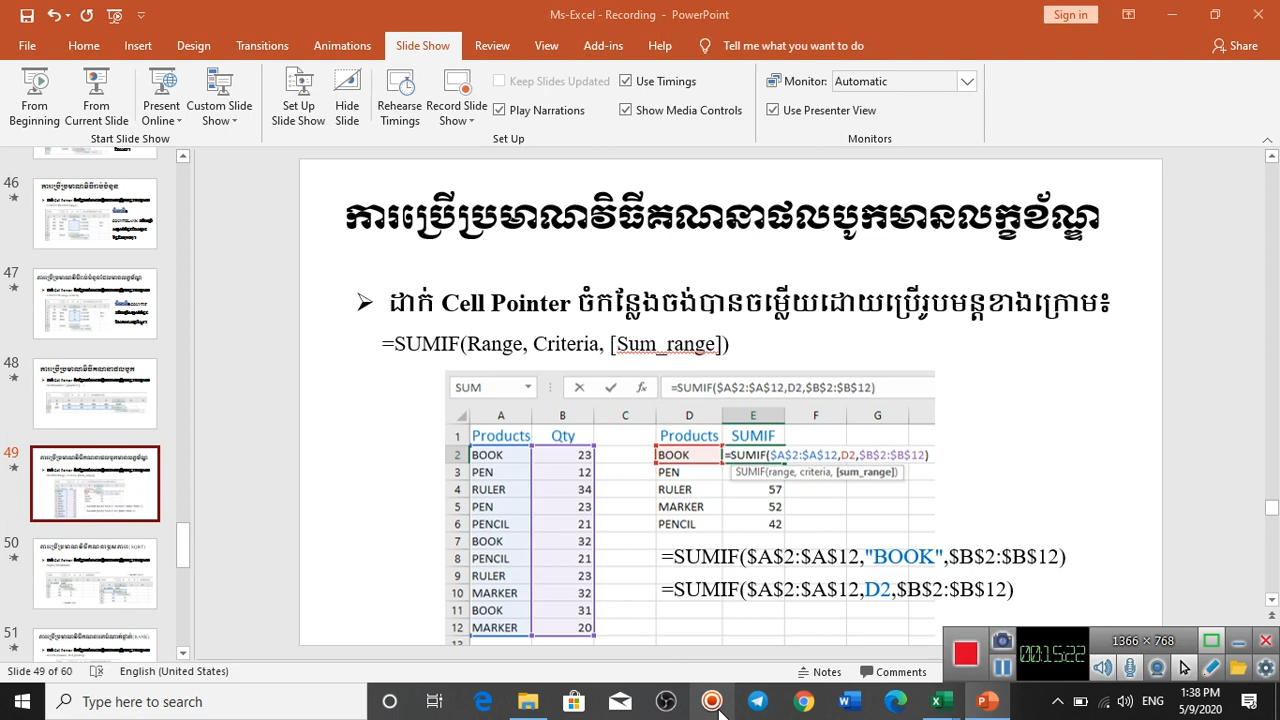 Ms-Excel - Recording - PowerPoint
Sign in
File Home Insert Design Transitions Animations Slide Show Review View Add-ins Help Tell me what you want to do Share
From Beginning
From Current Slide
Present Online
Custom Slide Show
Set Up Slide Show
Hide Slide
Rehearse Timings
Record Slide Show
Keep Slides Updated
Play Narrations
Use Timings
Show Media Controls
Monitor: Automatic
Use Presenter View
Start Slide Show
Set Up
Monitors
46
47
48
49
50
51
ការប្រើប្រមាណវិធីគណនាផលបូកមានលក្ខខ័ណ្ឌ
ដាក់ Cell Pointer ចំកន្លែងចង់បានចម្លើយដោយប្រើរូបមន្តខាងក្រោម៖
=SUMIF(Range, Criteria, [Sum_range])
SUM =SUMIF($A$2:$A$12,D2,$B$2:$B$12)
A B C D E F G
1 Products Qty Products SUMIF
2 BOOK 23 BOOK =SUMIF($A$2:$A$12,D2,$B$2:$B$12)
3 PEN 12 PEN SUMIF(range, criteria, [sum_range])
4 RULER 34 RULER 57
5 PEN 23 MARKER 52
6 PENCIL 21 PENCIL 42
7 BOOK 32
8 PENCIL 21
9 RULER 23
10 MARKER 32
11 BOOK 31
12 MARKER 20
=SUMIF($A$2:$A$12,"BOOK",$B$2:$B$12)
=SUMIF($A$2:$A$12,D2,$B$2:$B$12)
00:15:22
1366 × 768
Slide 49 of 60 English (United States) Notes Comments
Type here to search
ENG
1:38 PM
5/9/2020